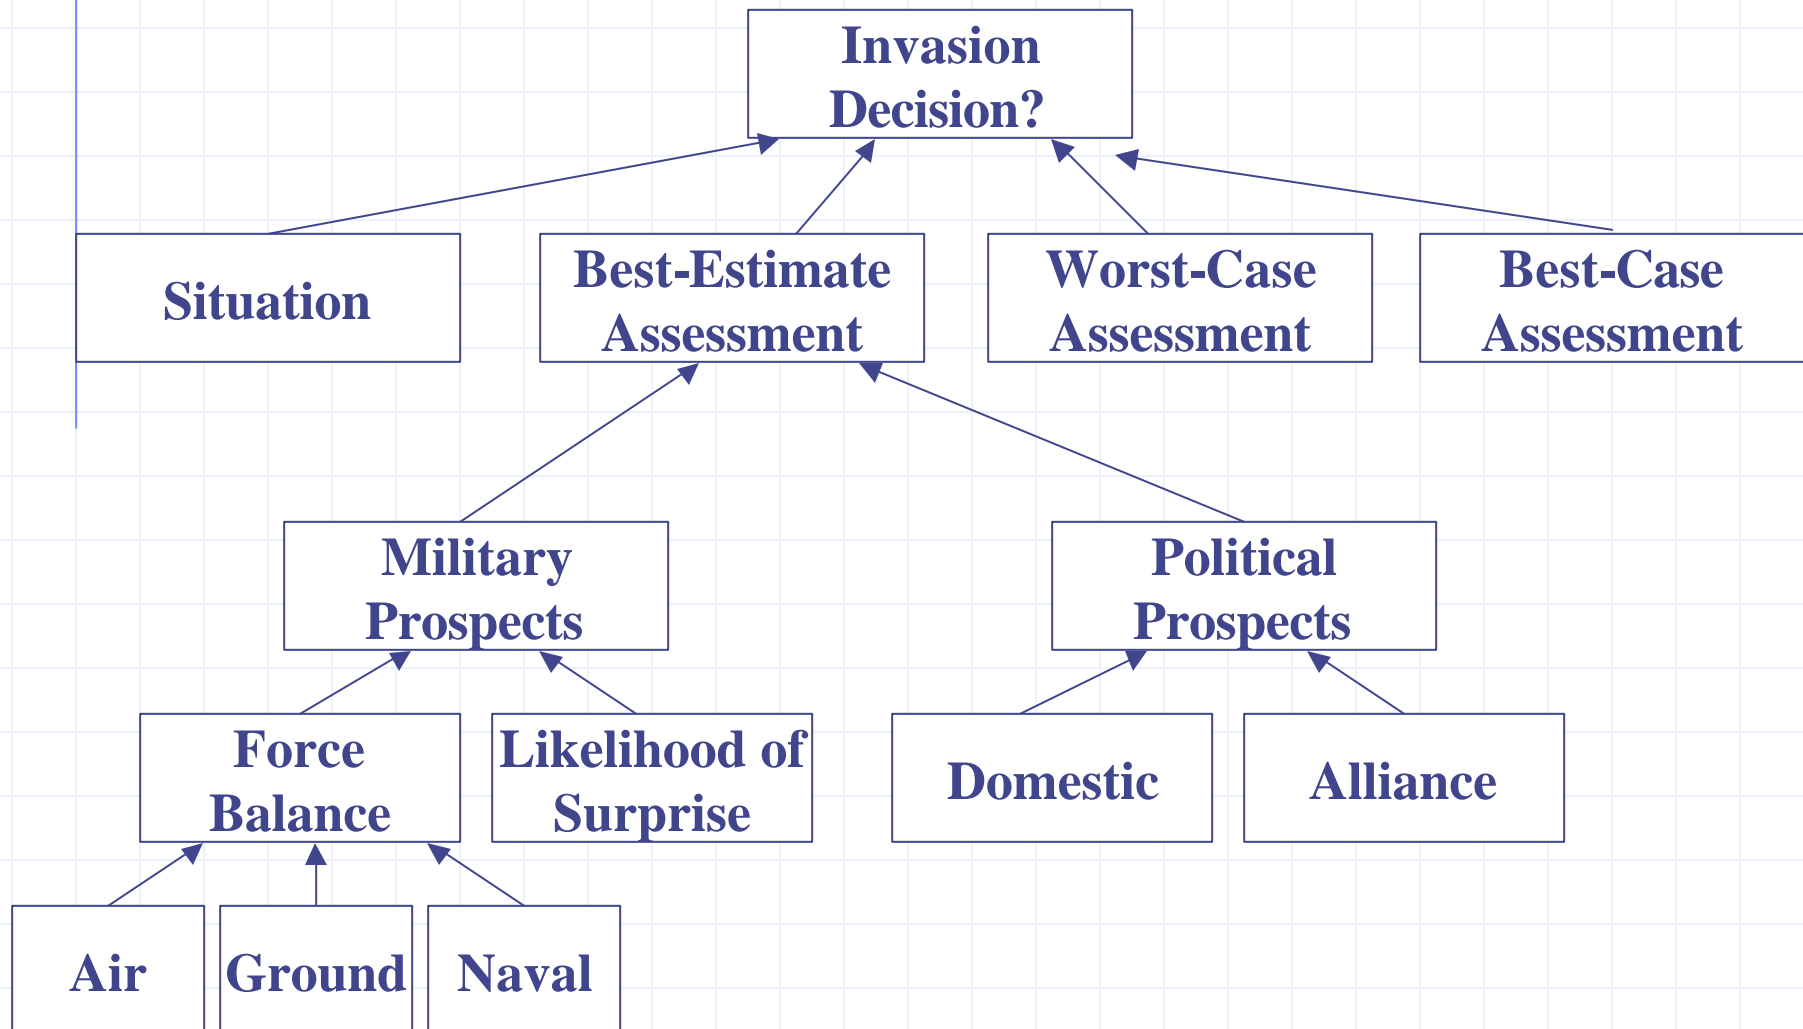 Invasion
Decision?
Situation
Best-Estimate
Assessment
Worst-Case
Assessment
Best-Case
Assessment
Military
Prospects
Political
Prospects
Force
Balance
Likelihood of
Surprise
Domestic
Alliance
Air
Ground
Naval